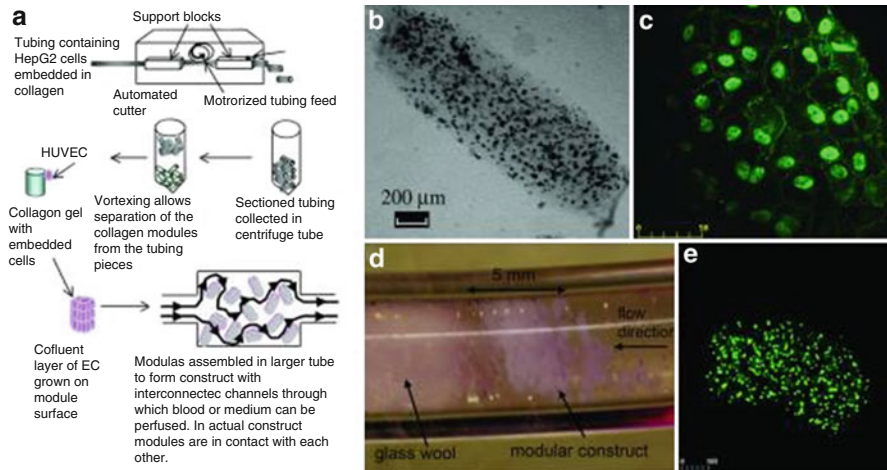 a
Support blocks
Tubing containing
HepG2 cells
embedded in
collagen
Automated
cutter
Motrorized tubing feed
HUVEC
Collagon gel
with
embedded
cells
Vortexing allows
separation of the
collagen modules
from the tubing
pieces
Sectioned tubing
collected in
centrifuge tube
Cofluent
layer of EC
grown on
module
surface
Modulas assembled in larger tube
to form construct with
interconnectec channels through
which blood or medium can be
perfused. In actual construct
modules are in contact with each
other.
b
200 μm
c
d
5 mm
flow
direction
glass wool
modular construct
e